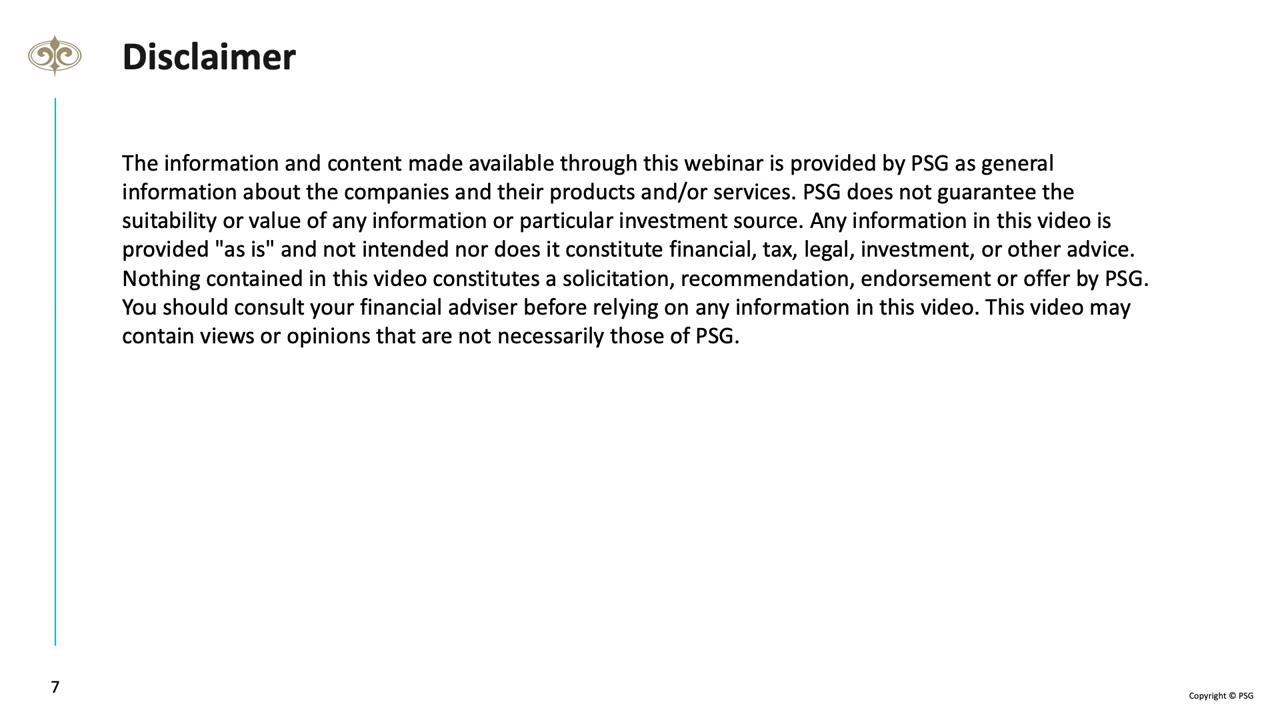 Disclaimer
The information and content made available through this webinar is provided by PSG as general
information about the companies and their products and/or services. PSG does not guarantee the
suitability or value of any information or particular investment source. Any information in this video is
provided "as is" and not intended nor does it constitute financial, tax, legal, investment, or other advice.
Nothing contained in this video constitutes a solicitation, recommendation, endorsement or offer by PSG.
You should consult your financial adviser before relying on any information in this video. This video may
contain views or opinions that are not necessarily those of PSG.
7
Copyright © PSG